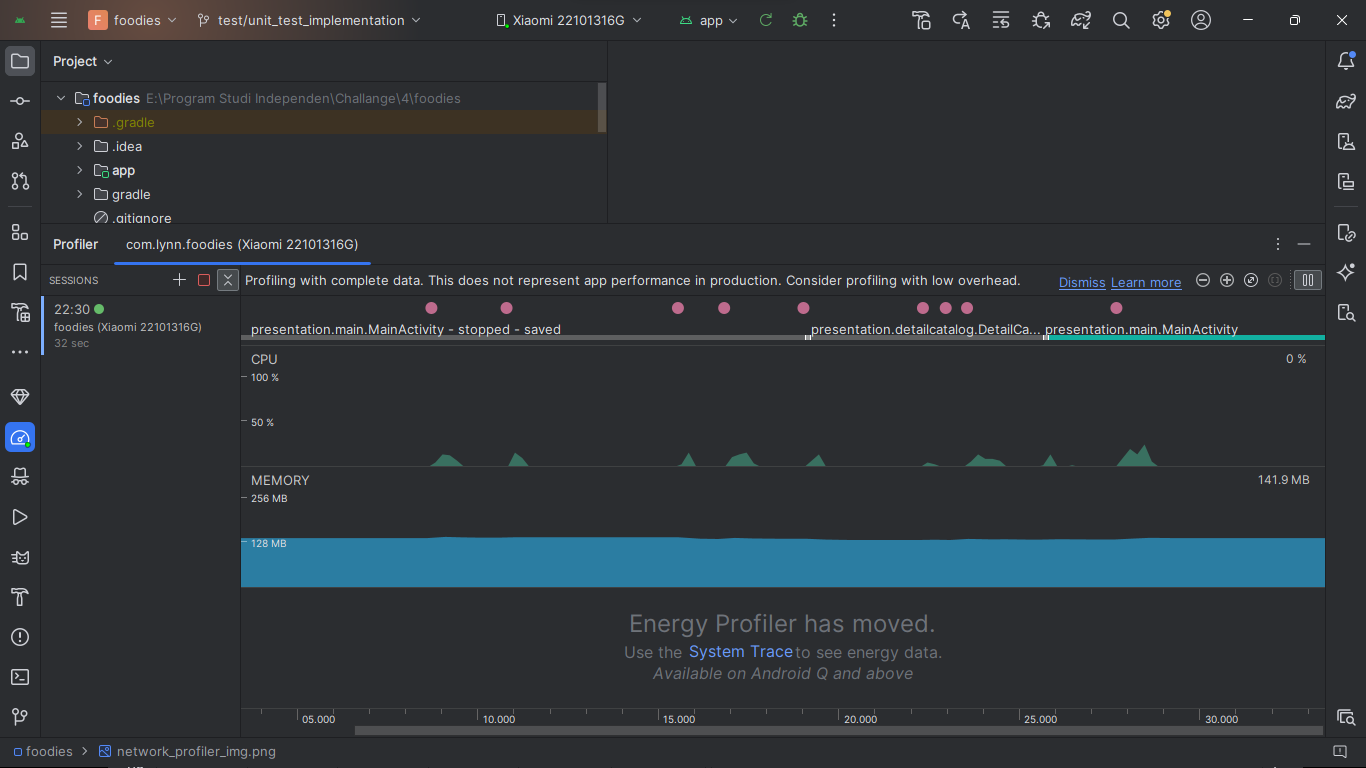 F foodies test/unit_test_implementation Xiaomi 22101316G app
Project
foodies E:\Program Studi Independen\Challange\4\foodies
.gradle
.idea
app
gradle
.gitignore
Profiler com.lynn.foodies (Xiaomi 22101316G)
SESSIONS Profiling with complete data. This does not represent app performance in production. Consider profiling with low overhead. Dismiss Learn more
22:30
foodies (Xiaomi 22101316G)
32 sec
presentation.main.MainActivity - stopped - saved presentation.detailcatalog.DetailCa... presentation.main.MainActivity
CPU 0 %
100 %
50 %
MEMORY 141.9 MB
256 MB
128 MB
Energy Profiler has moved.
Use the System Trace to see energy data.
Available on Android Q and above
05.000 10.000 15.000 20.000 25.000 30.000
foodies network_profiler_img.png